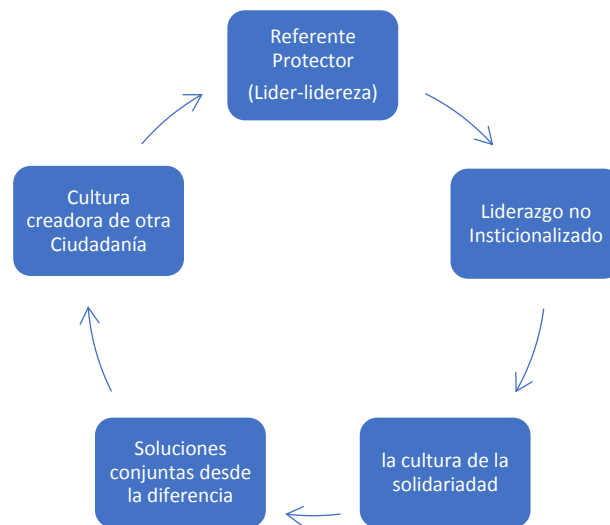 Referente
Protector
(Lider-lidereza)
Liderazgo no
Insticionalizado
la cultura de la
solidariadad
Soluciones
conjuntas desde
la diferencia
Cultura
creadora de otra
Ciudadanía